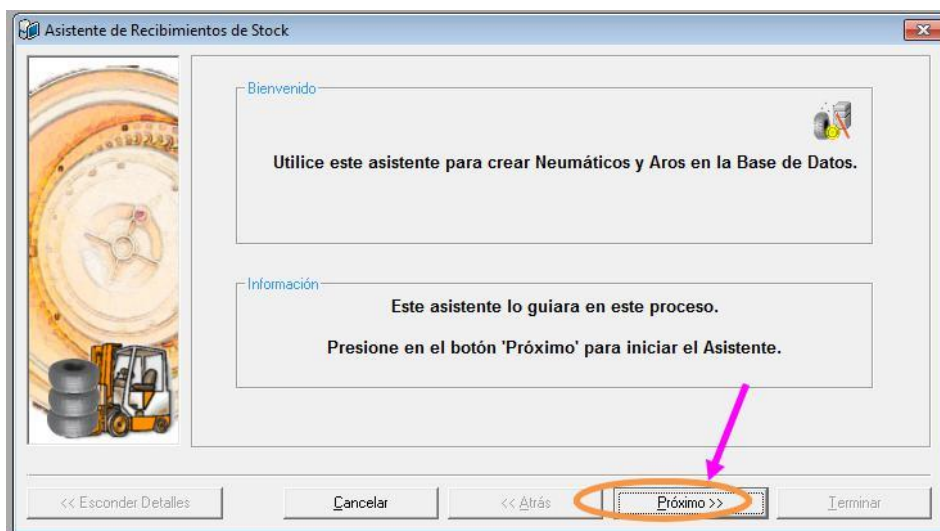 Asistente de Recibimientos de Stock
Bienvenido
Utilice este asistente para crear Neumáticos y Aros en la Base de Datos.
Información
Este asistente lo guiara en este proceso.
Presione en el botón 'Próximo' para iniciar el Asistente.
<< Esconder Detalles
Cancelar
<< Atrás
Próximo >>
Terminar